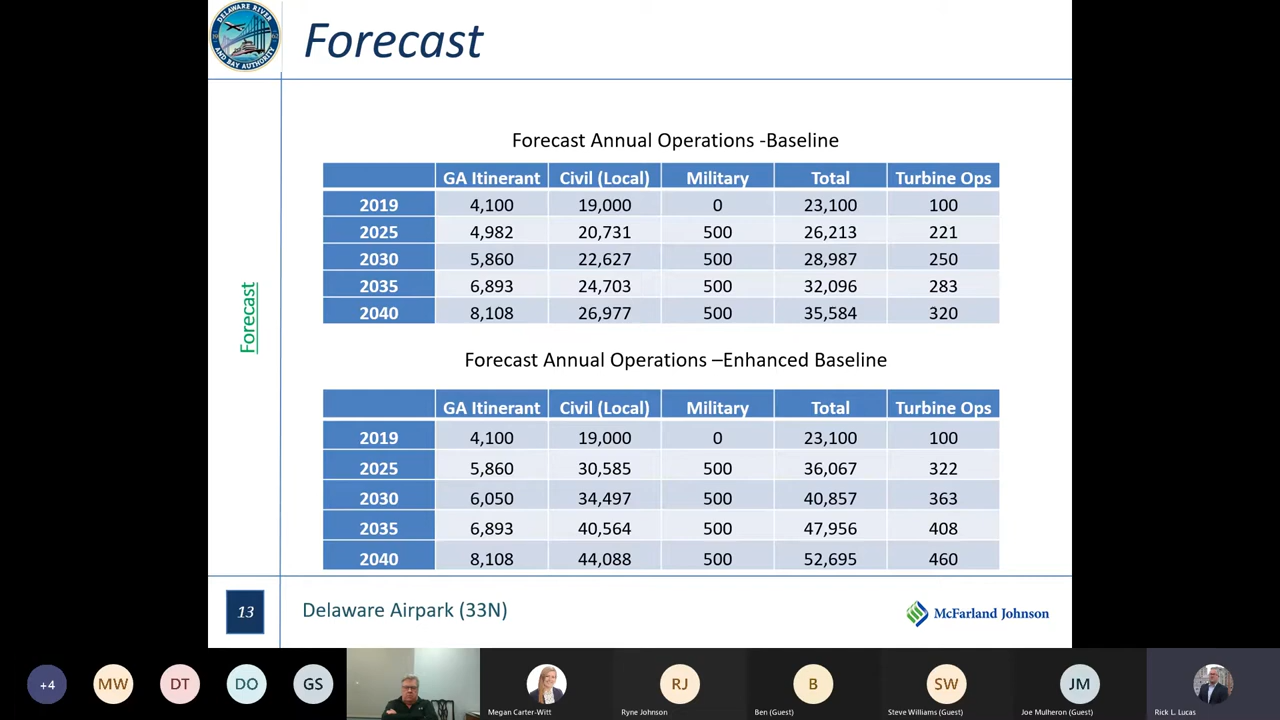 DELAWARE RIVER
1962
AND BAY AUTHORITY
Forecast
Forecast
Forecast Annual Operations -Baseline
GA Itinerant Civil (Local) Military Total Turbine Ops
2019 4,100 19,000 0 23,100 100
2025 4,982 20,731 500 26,213 221
2030 5,860 22,627 500 28,987 250
2035 6,893 24,703 500 32,096 283
2040 8,108 26,977 500 35,584 320
Forecast Annual Operations –Enhanced Baseline
GA Itinerant Civil (Local) Military Total Turbine Ops
2019 4,100 19,000 0 23,100 100
2025 5,860 30,585 500 36,067 322
2030 6,050 34,497 500 40,857 363
2035 6,893 40,564 500 47,956 408
2040 8,108 44,088 500 52,695 460
13
Delaware Airpark (33N)
McFarland Johnson
+4 MW DT DO GS RJ B SW JM
Megan Carter-Witt Ryne Johnson Ben (Guest) Steve Williams (Guest) Joe Mulheron (Guest) Rick L. Lucas